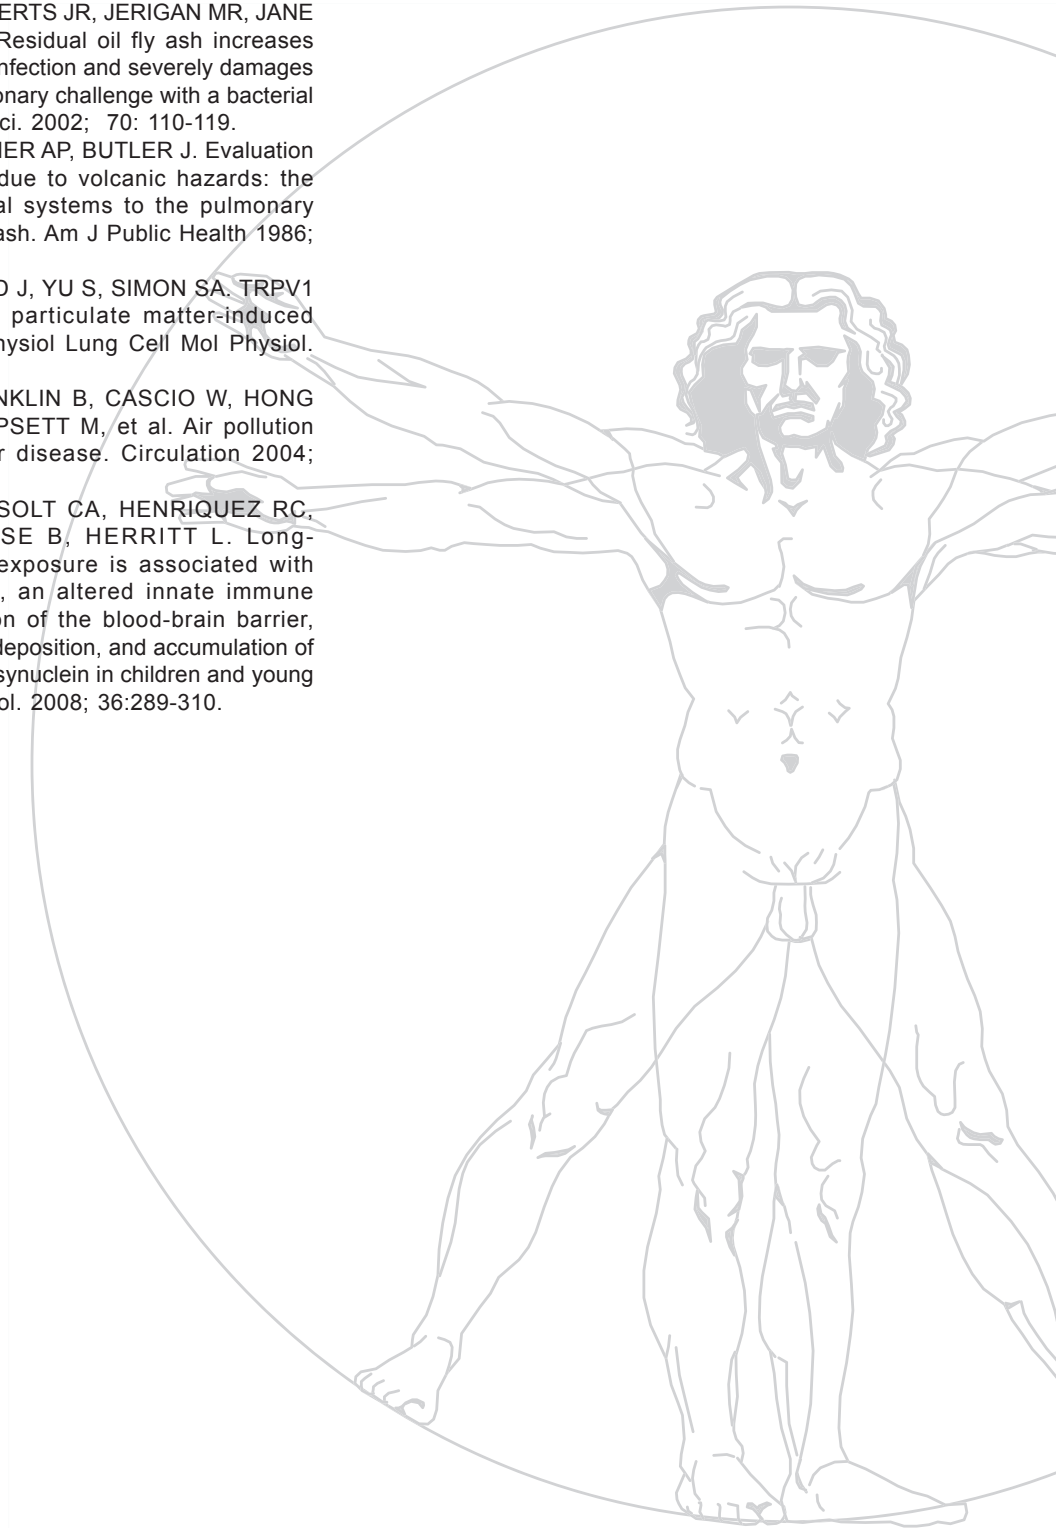 ERTS JR, JERIGAN MR, JANE
Residual oil fly ash increases
nfection and severely damages
onary challenge with a bacterial
ci. 2002; 70: 110-119.
IER AP, BUTLER J. Evaluation
due to volcanic hazards: the
al systems to the pulmonary
ash. Am J Public Health 1986;
D J, YU S, SIMON SA. TRPV1
particulate matter-induced
hysiol Lung Cell Mol Physiol.
NKLIN B, CASCIO W, HONG
PSETT M, et al. Air pollution
r disease. Circulation 2004;
SOLT CA, HENRIQUEZ RC,
SE B, HERRITT L. Long-
exposure is associated with
, an altered innate immune
on of the blood-brain barrier,
deposition, and accumulation of
synuclein in children and young
ol. 2008; 36:289-310.